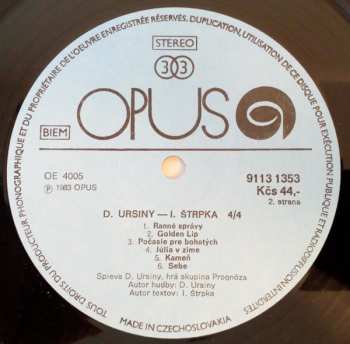 TOUS DROITS DU PRODUCTEUR PHONOGRAPHIQUE ET DU PROPRIÉTAIRE DE L'OEUVRE ENREGISTRÉE RÉSERVÉS. DUPLICATION, UTILISATION DE CE DISQUE POUR EXÉCUTION PUBLIQUE ET RADIODIFFUSION INTERDITES
STEREO
33
OPUS
BIEM
OE 4005
℗ 1983 OPUS
9113 1353
Kčs 44,-
2. strana
D. URSINY — I. ŠTRPKA 4/4
1. Ranné správy
2. Golden Lip
3. Počasie pre bohatých
4. Júlia v zime
5. Kameň
6. Sebe
Spieva D. Ursiny, hrá skupina Prognóza
Autor hudby: D. Ursiny
Autor textov: I. Štrpka
MADE IN CZECHOSLOVAKIA